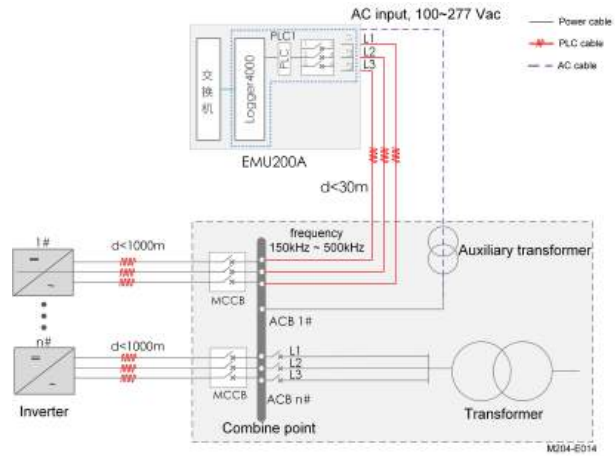 AC input, 100~277 Vac
Power cable
PLC cable
AC cable
PLC1
L1
L2
L3
交换机
Logger4000
PLC
EMU200A
d<30m
frequency
150kHz ~ 500kHz
Auxiliary transformer
1#
d<1000m
MCCB
ACB 1#
n#
d<1000m
L1
L2
L3
MCCB
ACB n#
Inverter
Combine point
Transformer
M204-E014